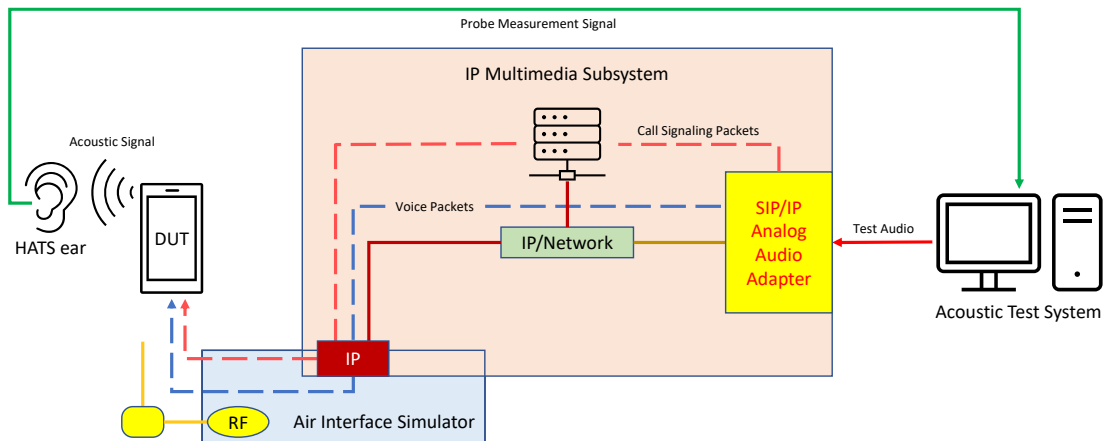 Probe Measurement Signal
IP Multimedia Subsystem
Acoustic Signal
Call Signaling Packets
DUT
HATS ear
Voice Packets
SIP/IP
Analog
Audio
Adapter
IP/Network
Test Audio
Acoustic Test System
IP
RF
Air Interface Simulator